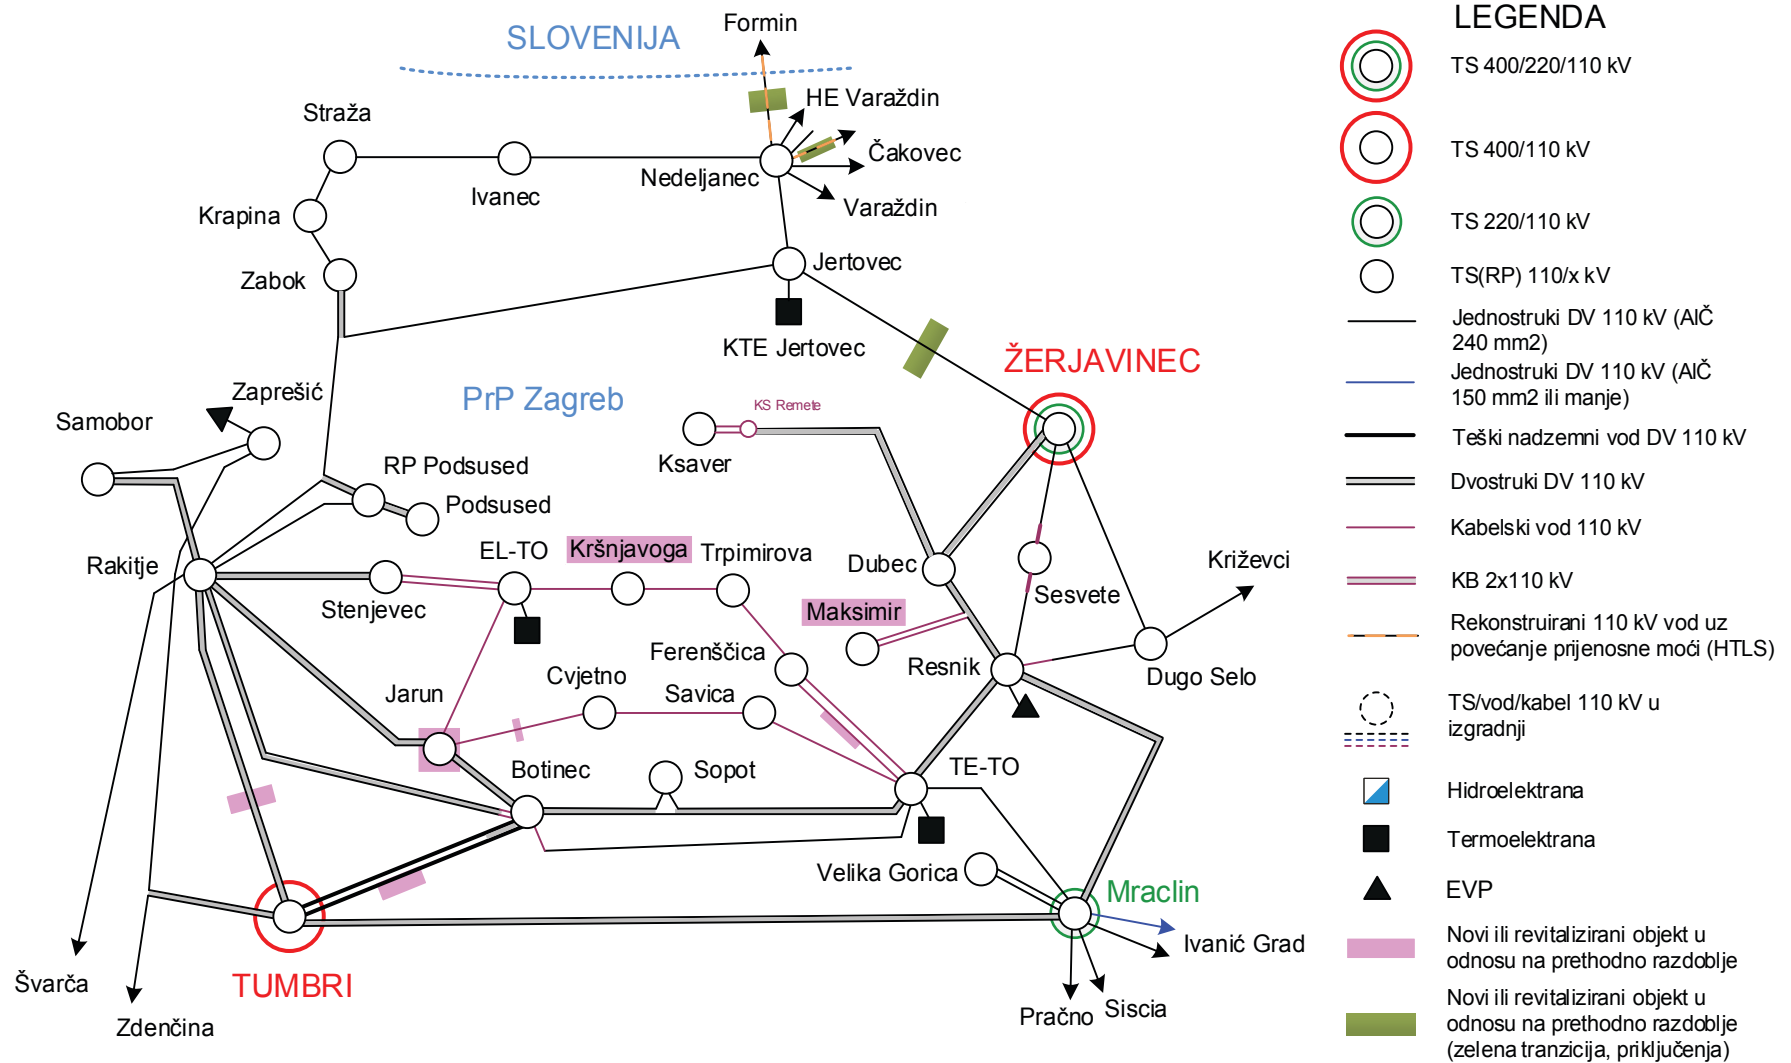 SLOVENIJA
Formin
HE Varaždin
Čakovec
Nedeljanec
Varaždin
Straža
Ivanec
Krapina
Zabok
Jertovec
KTE Jertovec
ŽERJAVINEC
PrP Zagreb
KS Remete
Ksaver
Zaprešić
Samobor
RP Podsused
Podsused
Rakitje
EL-TO
Kršnjavoga
Trpimirova
Stenjevec
Dubec
Sesvete
Križevci
Maksimir
Ferenščica
Resnik
Dugo Selo
Cvjetno
Savica
Jarun
Botinec
Sopot
TE-TO
Velika Gorica
Mraclin
Ivanić Grad
Siscia
Pračno
TUMBRI
Švarča
Zdenčina
LEGENDA
TS 400/220/110 kV
TS 400/110 kV
TS 220/110 kV
TS(RP) 110/x kV
Jednostruki DV 110 kV (AlČ
240 mm2)
Jednostruki DV 110 kV (AlČ
150 mm2 ili manje)
Teški nadzemni vod DV 110 kV
Dvostruki DV 110 kV
Kabelski vod 110 kV
KB 2x110 kV
Rekonstruirani 110 kV vod uz
povećanje prijenosne moći (HTLS)
TS/vod/kabel 110 kV u
izgradnji
Hidroelektrana
Termoelektrana
EVP
Novi ili revitalizirani objekt u
odnosu na prethodno razdoblje
Novi ili revitalizirani objekt u
odnosu na prethodno razdoblje
(zelena tranzicija, priključenja)